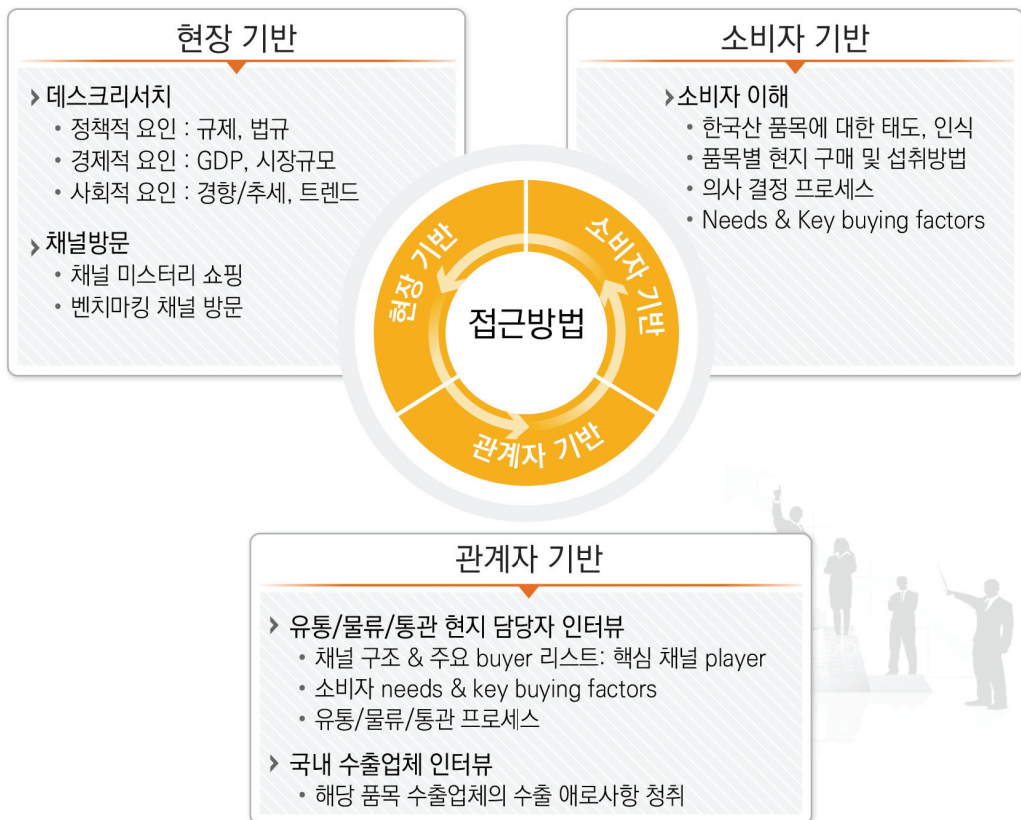 현장 기반
› 데스크리서치
• 정책적 요인 : 규제, 법규
• 경제적 요인 : GDP, 시장규모
• 사회적 요인 : 경향/추세, 트렌드
› 채널방문
• 채널 미스터리 쇼핑
• 벤치마킹 채널 방문
소비자 기반
› 소비자 이해
• 한국산 품목에 대한 태도, 인식
• 품목별 현지 구매 및 섭취방법
• 의사 결정 프로세스
• Needs & Key buying factors
현장 기반
소비자 기반
접근방법
관계자 기반
관계자 기반
› 유통/물류/통관 현지 담당자 인터뷰
• 채널 구조 & 주요 buyer 리스트: 핵심 채널 player
• 소비자 needs & key buying factors
• 유통/물류/통관 프로세스
› 국내 수출업체 인터뷰
• 해당 품목 수출업체의 수출 애로사항 청취